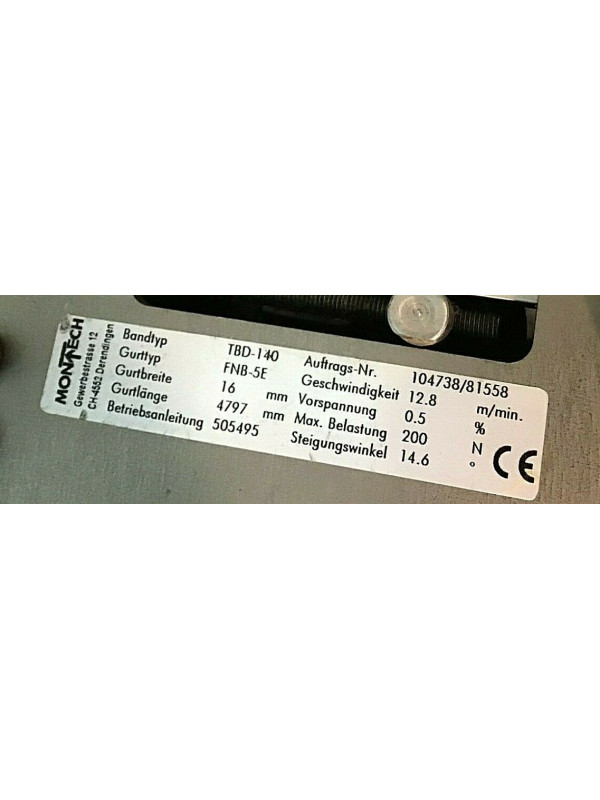 MONTECH
Gewerbestrasse 12
CH-4552 Derendingen
Bandtyp TBD-140 Auftrags-Nr. 104738/81558
Gurttyp FNB-5E Geschwindigkeit 12.8 m/min.
Gurtbreite 16 mm Vorspannung 0.5 %
Gurtlänge 4797 mm Max. Belastung 200 N
Betriebsanleitung 505495 Steigungswinkel 14.6 °
CE